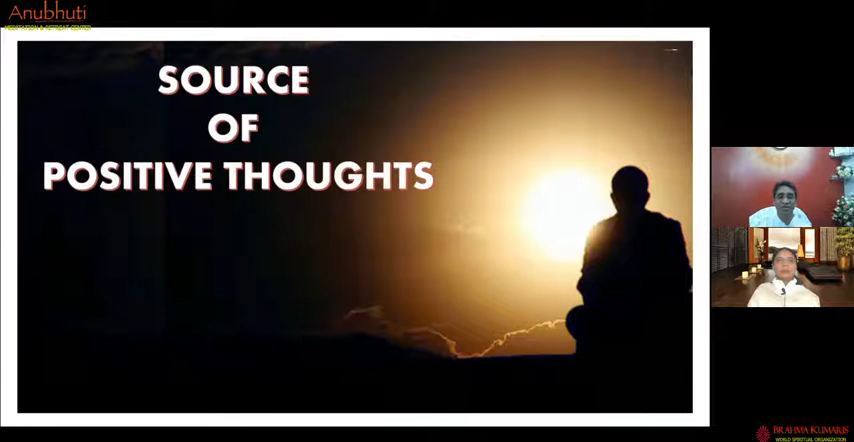 Anubhuti
MEDITATION & RETREAT CENTER
SOURCE
OF
POSITIVE THOUGHTS
BRAHMA KUMARIS
WORLD SPIRITUAL ORGANIZATION